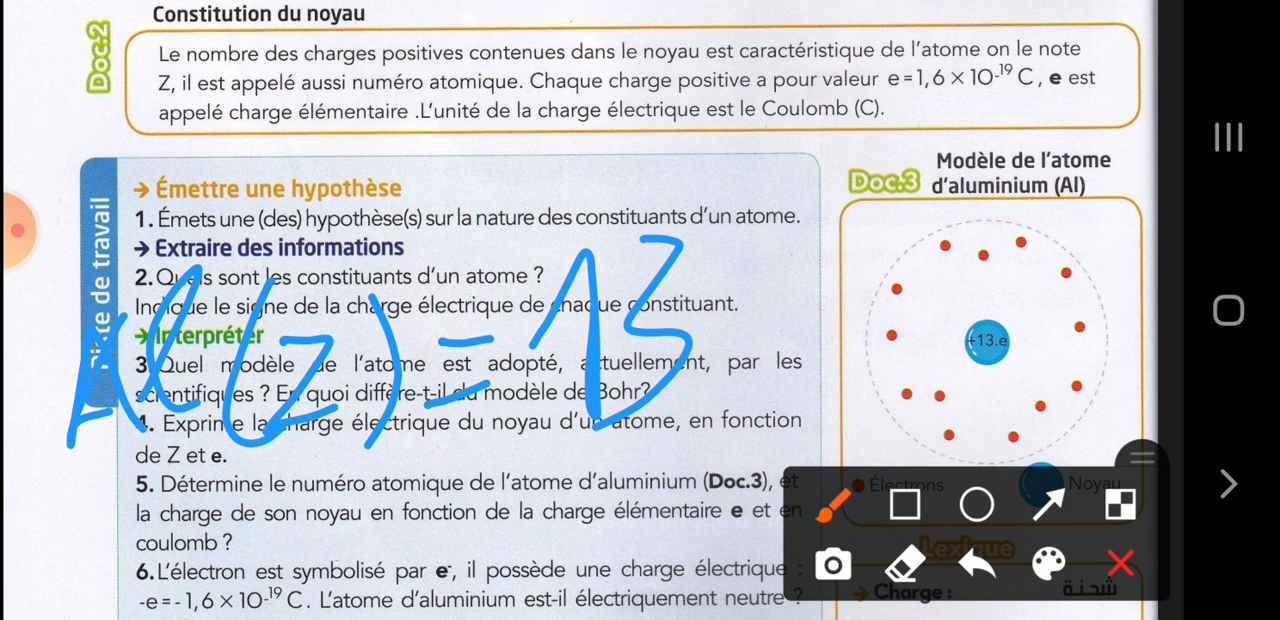 Constitution du noyau
Doc.2
Le nombre des charges positives contenues dans le noyau est caractéristique de l'atome on le note
Z, il est appelé aussi numéro atomique. Chaque charge positive a pour valeur e=1,6×10⁻¹⁹ C, e est
appelé charge élémentaire .L'unité de la charge électrique est le Coulomb (C).
de travail
→ Émettre une hypothèse
1. Émets une (des) hypothèse(s) sur la nature des constituants d'un atome.
→ Extraire des informations
2. Quels sont les constituants d'un atome ?
Indique le signe de la charge électrique de chaque constituant.
→ Interpréter
3. Quel modèle de l'atome est adopté, actuellement, par les
scientifiques ? En quoi diffère-t-il du modèle de Bohr?
4. Exprime la charge électrique du noyau d'un atome, en fonction
de Z et e.
5. Détermine le numéro atomique de l'atome d'aluminium (Doc.3), et
la charge de son noyau en fonction de la charge élémentaire e et en
coulomb ?
6. L'électron est symbolisé par e⁻, il possède une charge électrique :
-e=-1,6×10⁻¹⁹ C. L'atome d'aluminium est-il électriquement neutre ?
Al (Z) = 13
Doc.3
Modèle de l'atome
d'aluminium (Al)
+13.e
Électrons
Noyau
Lexique
→ Charge : شحنة